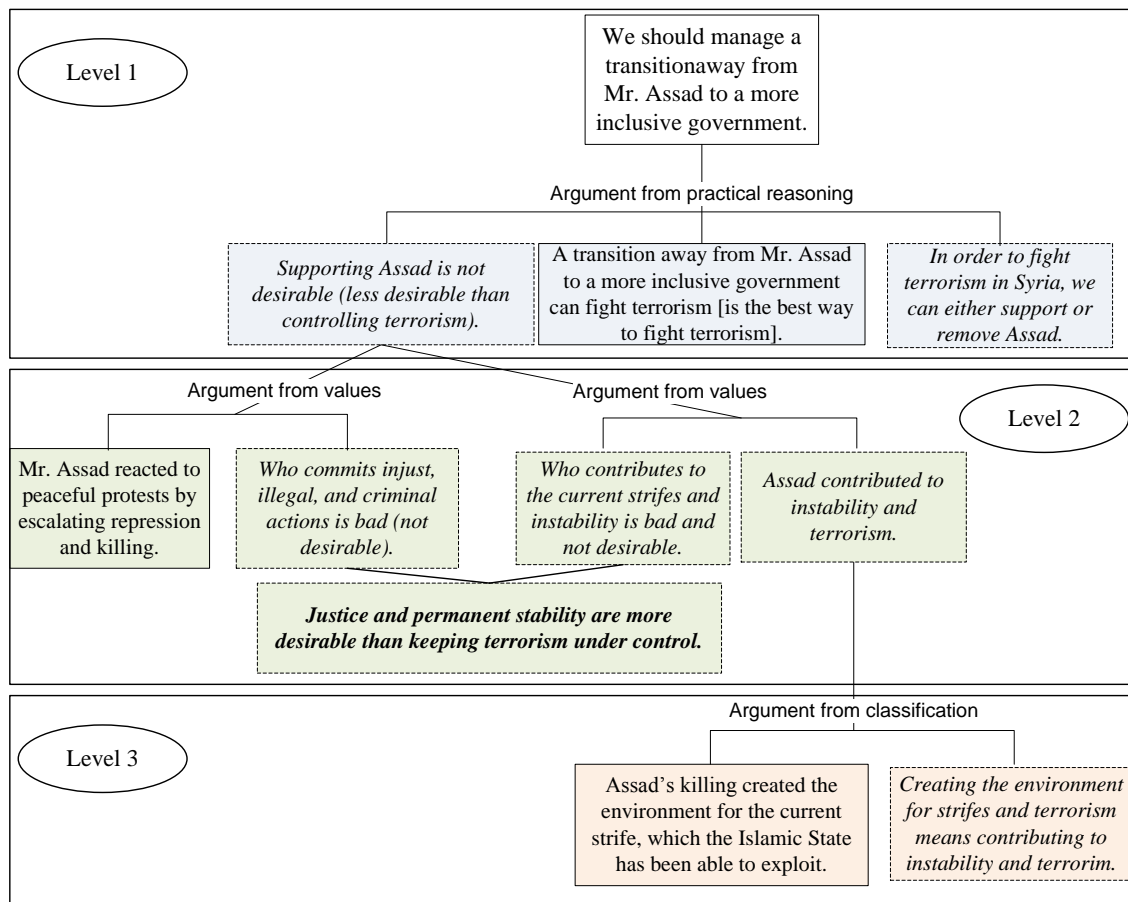 Level 1
We should manage a
transitionaway from
Mr. Assad to a more
inclusive government.
Argument from practical reasoning
Supporting Assad is not
desirable (less desirable than
controlling terrorism).
A transition away from Mr. Assad
to a more inclusive government
can fight terrorism [is the best way
to fight terrorism].
In order to fight
terrorism in Syria, we
can either support or
remove Assad.
Argument from values
Argument from values
Level 2
Mr. Assad reacted to
peaceful protests by
escalating repression
and killing.
Who commits injust,
illegal, and criminal
actions is bad (not
desirable).
Who contributes to
the current strifes and
instability is bad and
not desirable.
Assad contributed to
instability and
terrorism.
Justice and permanent stability are more
desirable than keeping terrorism under control.
Level 3
Argument from classification
Assad’s killing created the
environment for the current
strife, which the Islamic State
has been able to exploit.
Creating the environment
for strifes and terrorism
means contributing to
instability and terrorim.